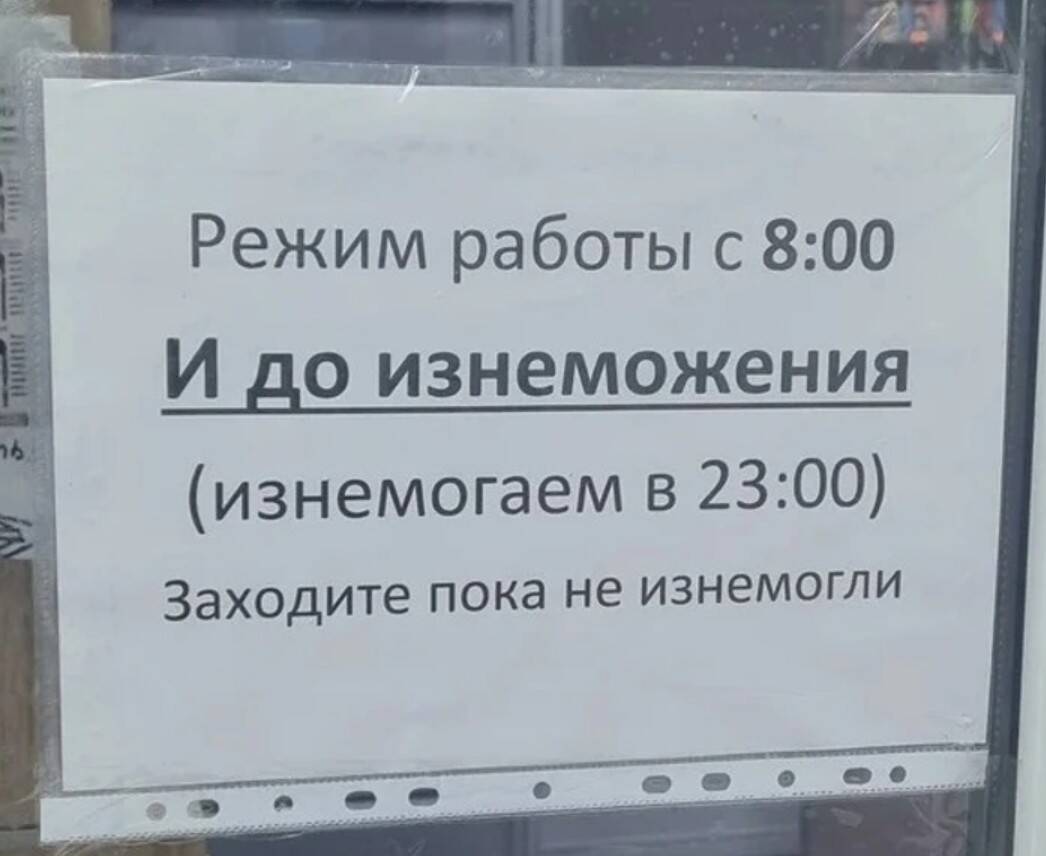 Режим работы с 8:00
И до изнеможения
(изнемогаем в 23:00)
Заходите пока не изнемогли